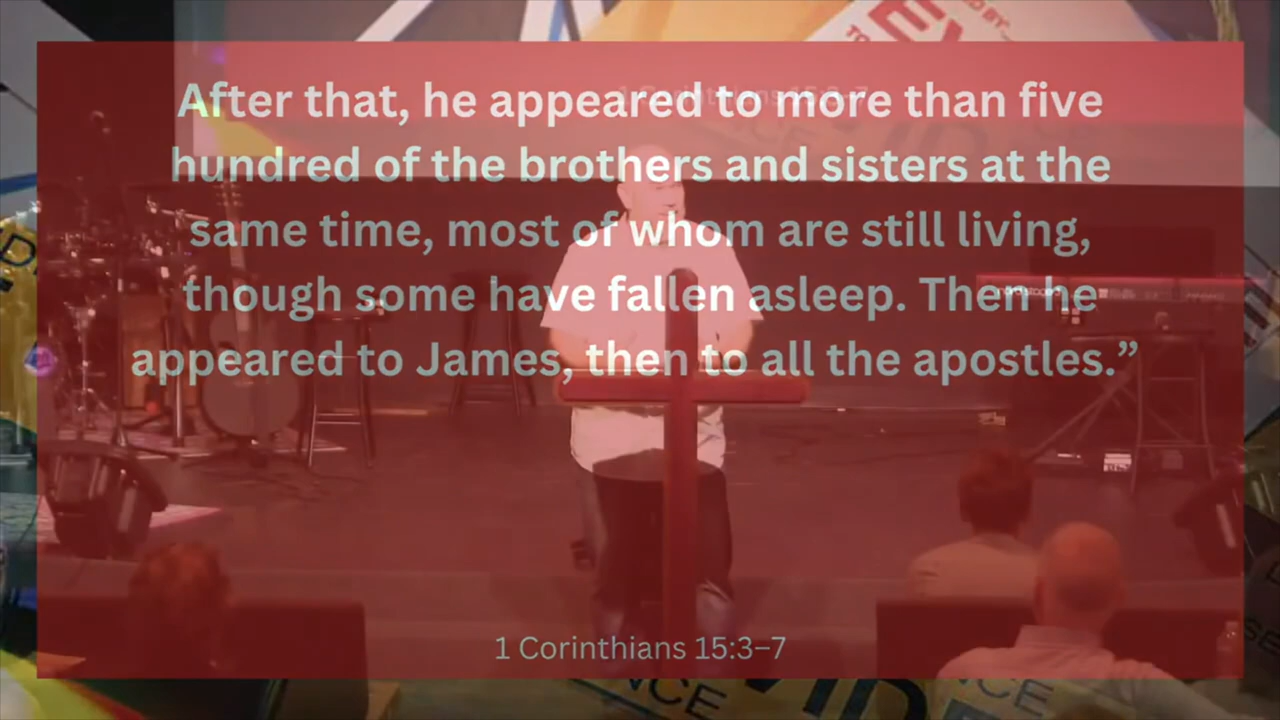 After that, he appeared to more than five
hundred of the brothers and sisters at the
same time, most of whom are still living,
though some have fallen asleep. Then he
appeared to James, then to all the apostles.”
1 Corinthians 15:3–7